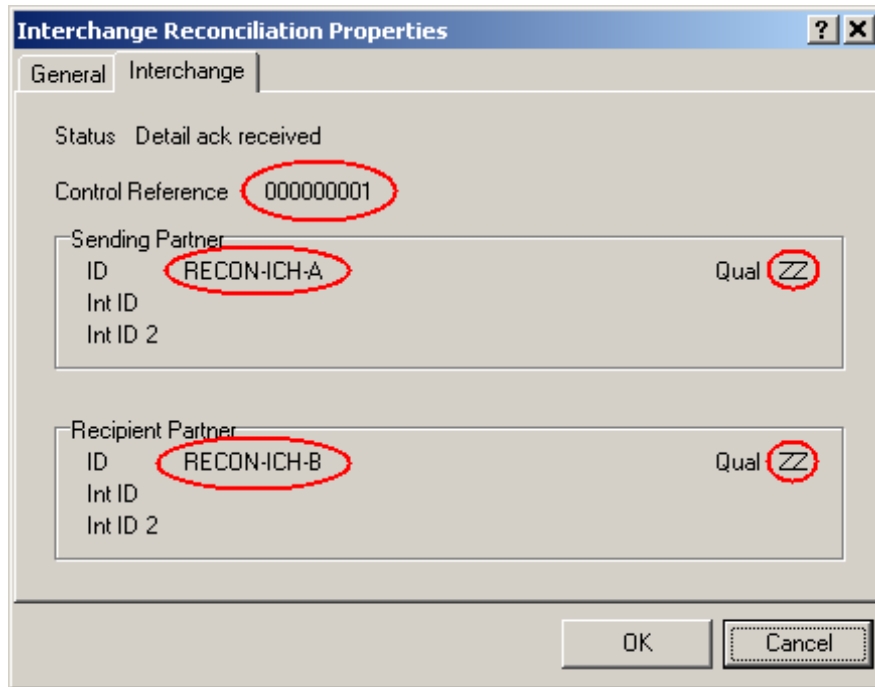 Interchange Reconciliation Properties ? X
General Interchange
Status Detail ack received
Control Reference 000000001
Sending Partner
ID RECON-ICH-A Qual ZZ
Int ID
Int ID 2
Recipient Partner
ID RECON-ICH-B Qual ZZ
Int ID
Int ID 2
OK Cancel